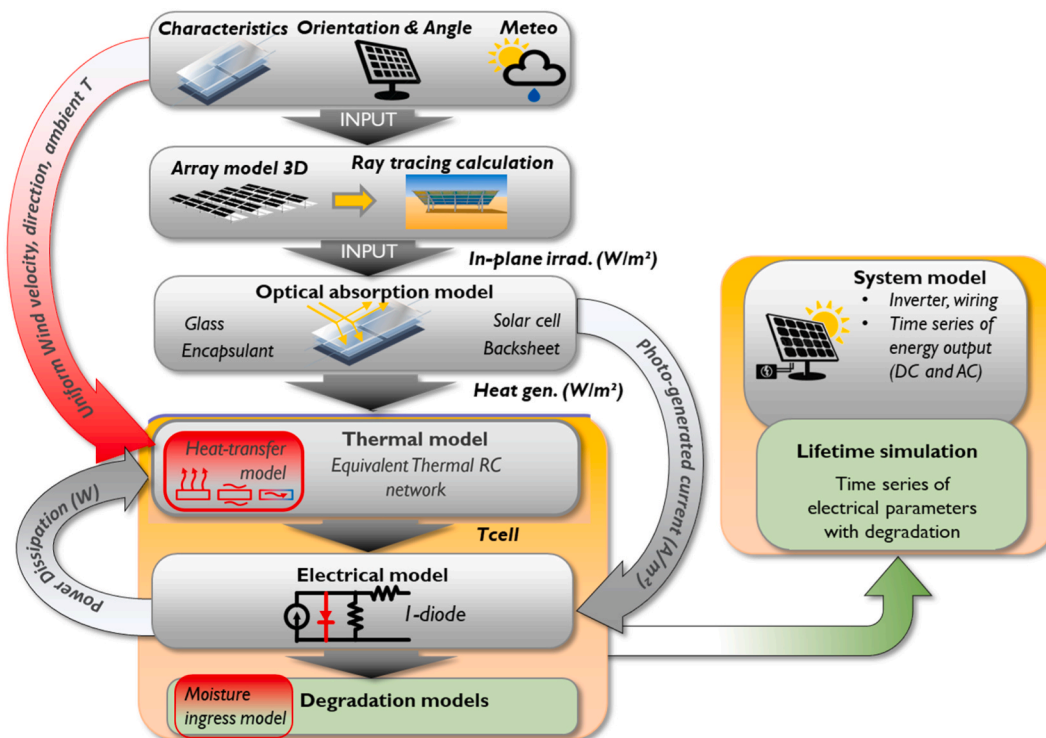 Characteristics
Orientation & Angle
Meteo
INPUT
Array model 3D
Ray tracing calculation
INPUT
In-plane irrad. (W/m²)
Optical absorption model
Glass
Encapsulant
Solar cell
Backsheet
Heat gen. (W/m²)
Uniform Wind velocity, direction, ambient T
Photo-generated current (A/m²)
Thermal model
Equivalent Thermal RC
network
Heat-transfer
model
Tcell
Power Dissipation (W)
Electrical model
1-diode
Moisture
ingress model
Degradation models
System model
• Inverter, wiring
• Time series of
energy output
(DC and AC)
Lifetime simulation
Time series of
electrical parameters
with degradation